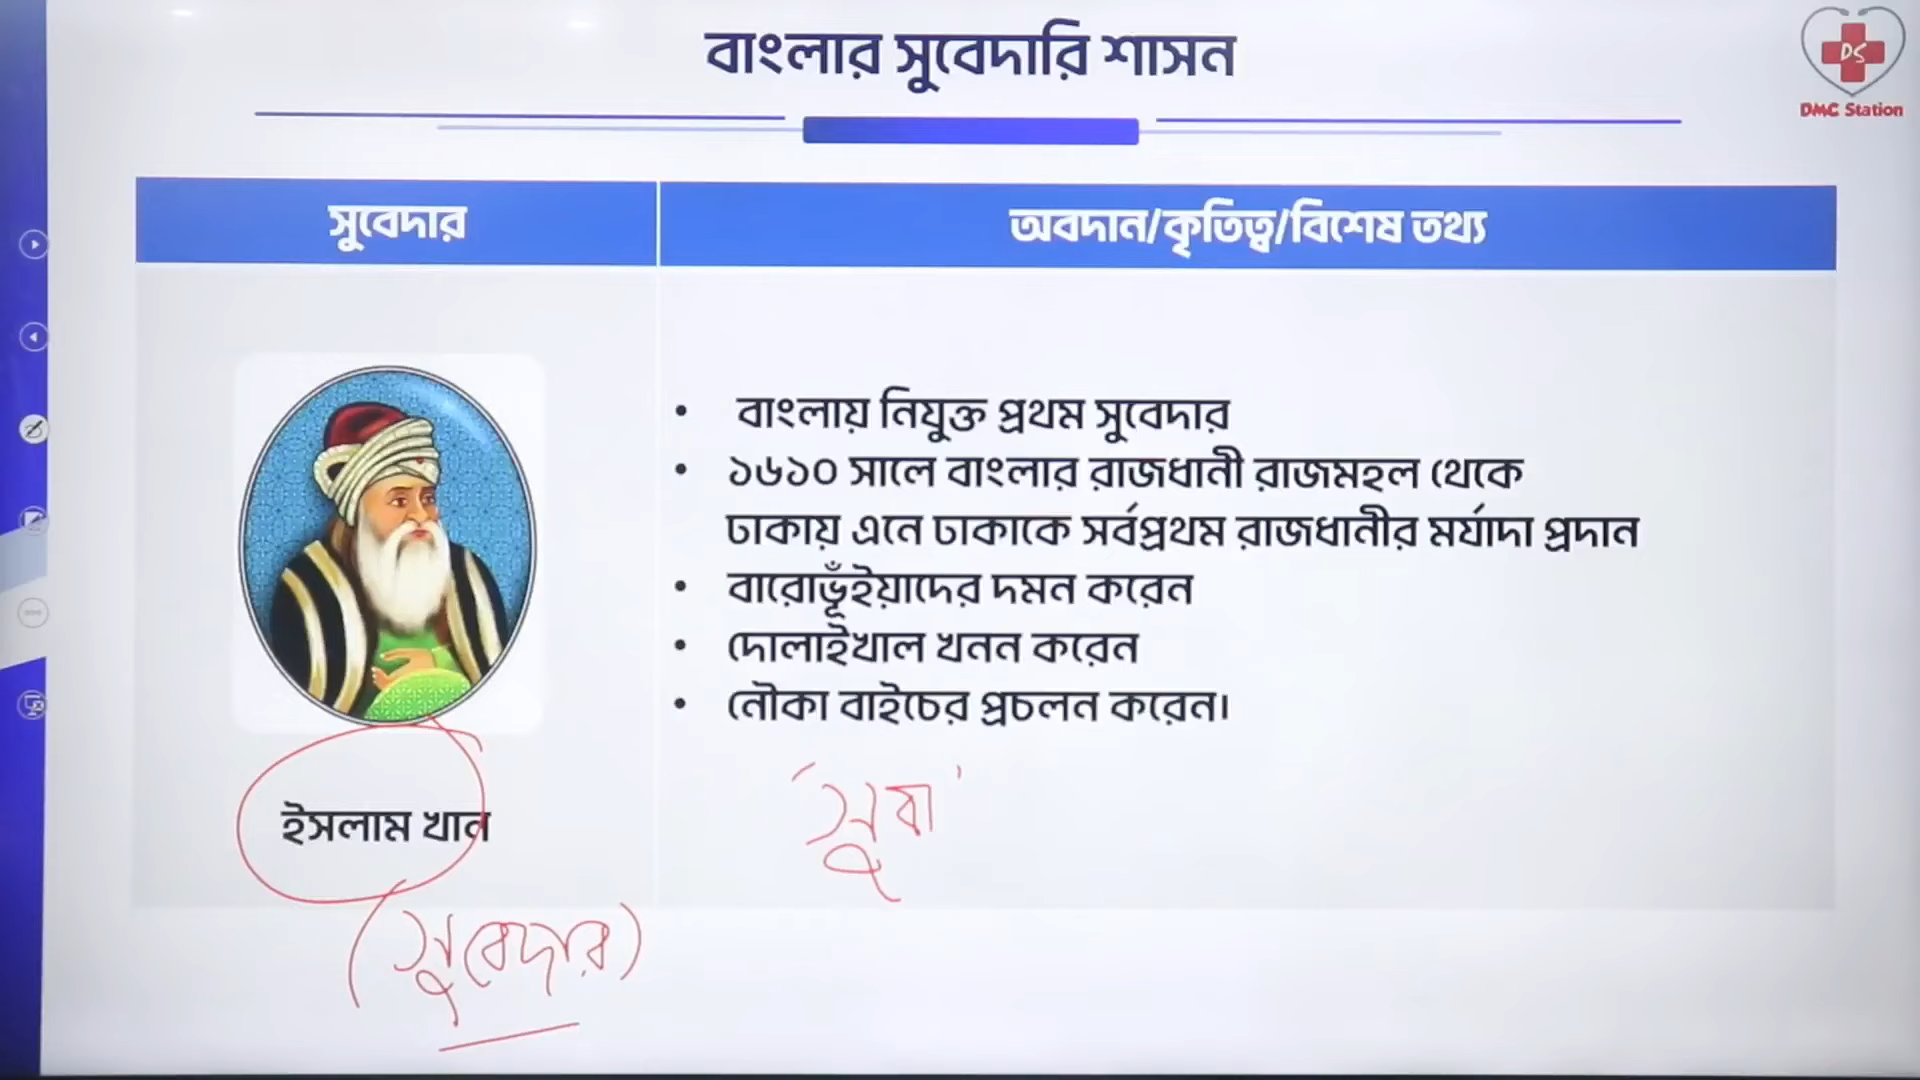 বাংলার সুবেদারি শাসন
DS
DMC Station
সুবেদার
অবদান/কৃতিত্ব/বিশেষ তথ্য
• বাংলায় নিযুক্ত প্রথম সুবেদার
• ১৬১০ সালে বাংলার রাজধানী রাজমহল থেকে
ঢাকায় এনে ঢাকাকে সর্বপ্রথম রাজধানীর মর্যাদা প্রদান
• বারোভূঁইয়াদের দমন করেন
• দোলাইখাল খনন করেন
• নৌকা বাইচের প্রচলন করেন।
ইসলাম খান
'সুবা'
(সুবেদার)